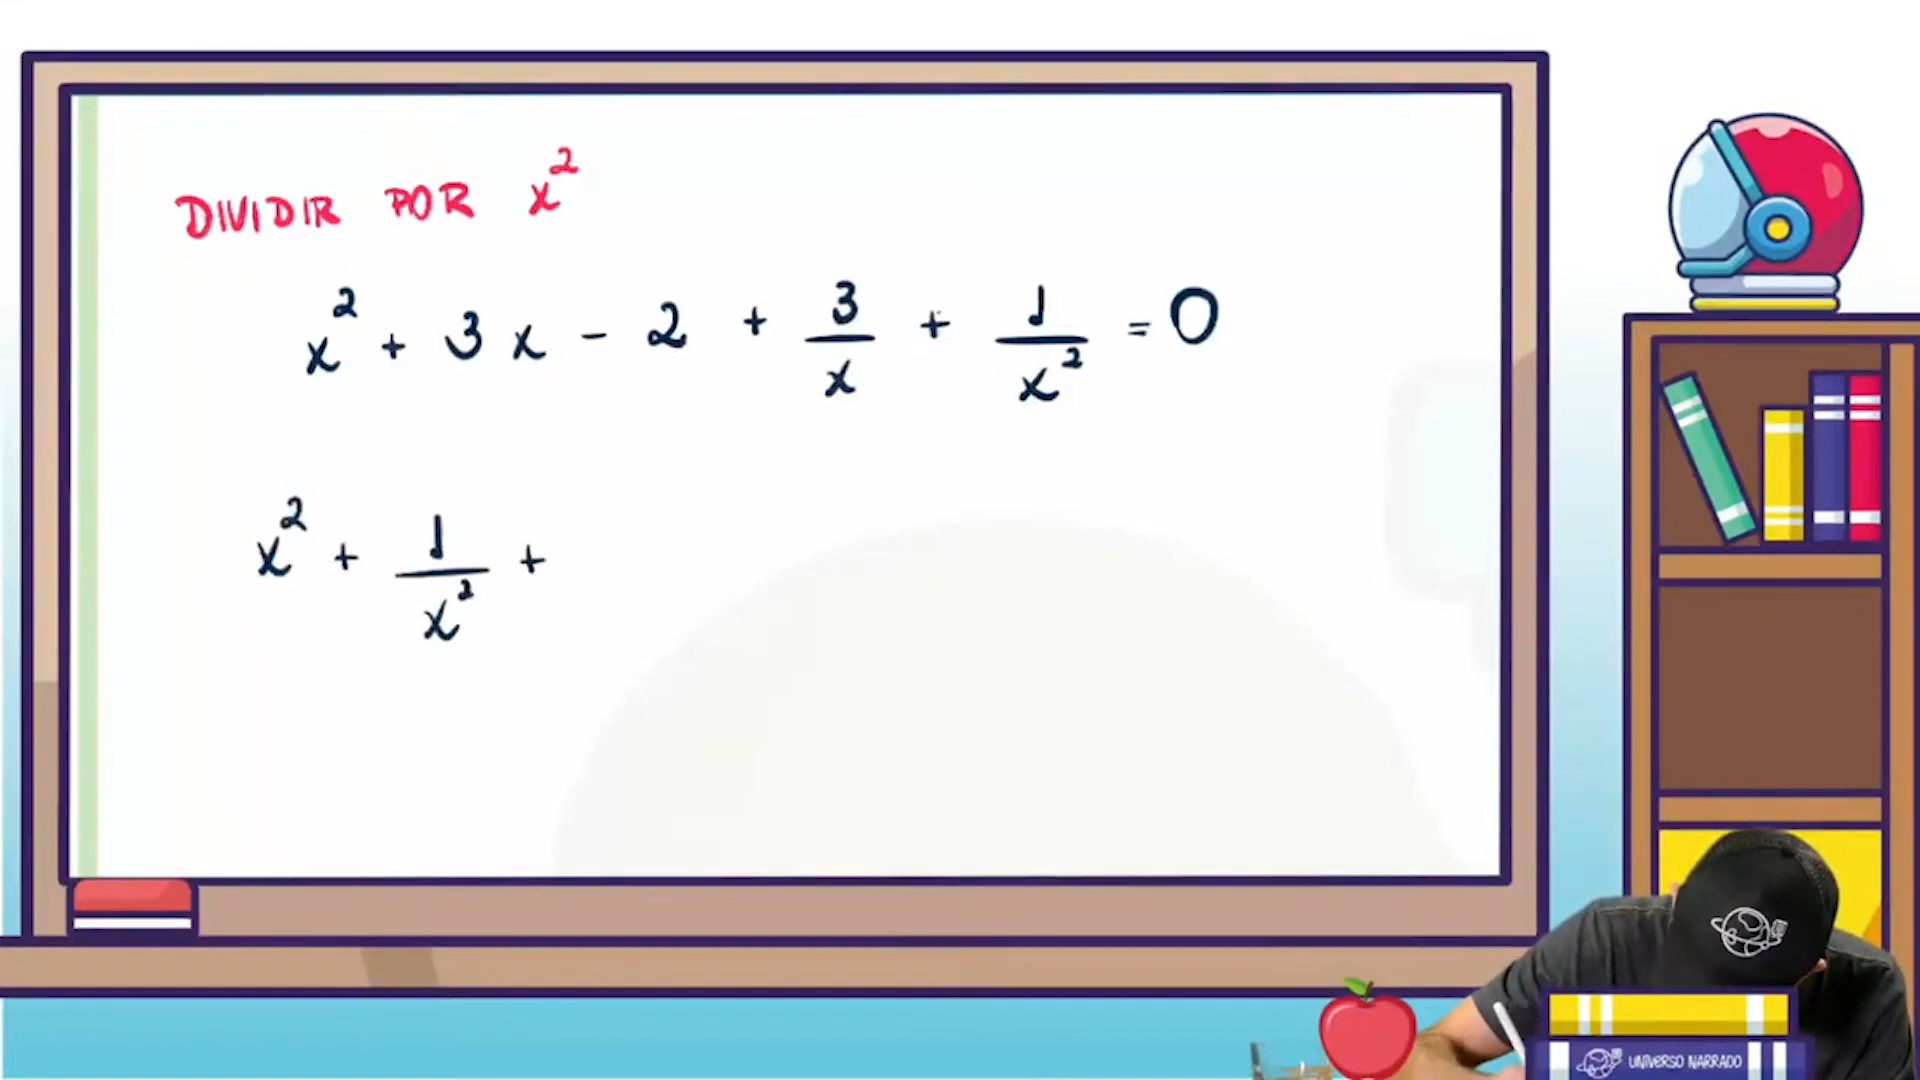 DIVIDIR POR x²
x² + 3x - 2 + 3/x + 1/x² = 0
x² + 1/x² +
UNIVERSO NARRADO